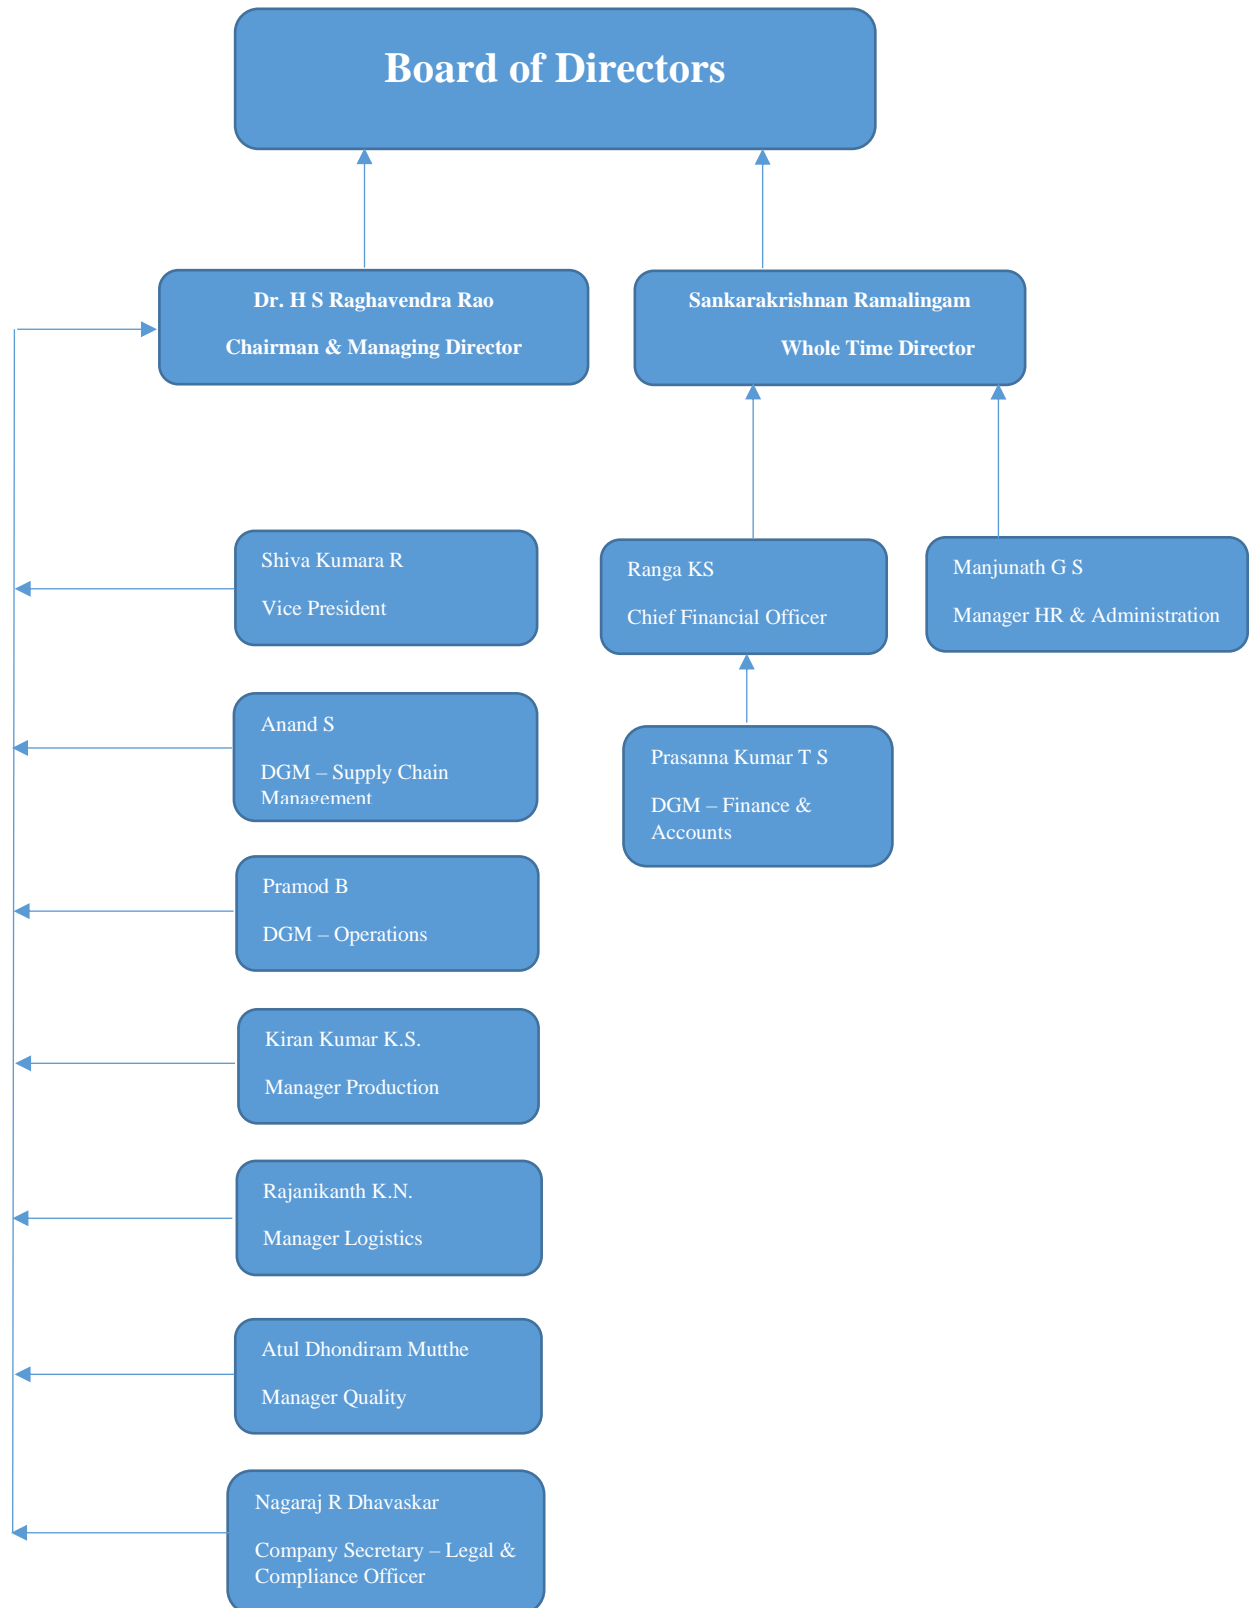 Board of Directors
Dr. H S Raghavendra Rao
Chairman & Managing Director
Sankarakrishnan Ramalingam
Whole Time Director
Shiva Kumara R
Vice President
Ranga KS
Chief Financial Officer
Manjunath G S
Manager HR & Administration
Anand S
DGM – Supply Chain
Management
Prasanna Kumar T S
DGM – Finance &
Accounts
Pramod B
DGM – Operations
Kiran Kumar K.S.
Manager Production
Rajanikanth K.N.
Manager Logistics
Atul Dhondiram Mutthe
Manager Quality
Nagaraj R Dhavaskar
Company Secretary – Legal &
Compliance Officer